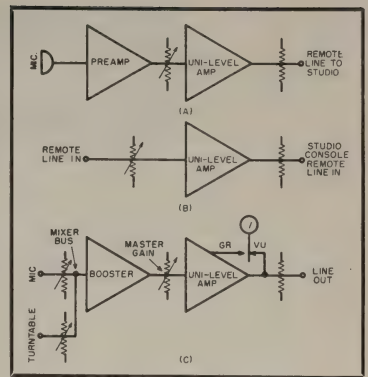 MIC.
PREAMP
UNI-LEVEL
AMP
REMOTE
LINE TO
STUDIO
(A)
REMOTE
LINE IN
UNI-LEVEL
AMP
STUDIO
CONSOLE
REMOTE
LINE IN
(B)
MIXER
BUS
MIC
BOOSTER
MASTER
GAIN
UNI-LEVEL
AMP
GR
VU
LINE
OUT
TURNTABLE
(C)